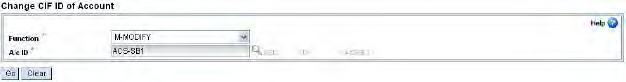 Change CIF ID of Account
Help ?
Function * M-MODIFY
A/c ID * ACS-SB1
Go Clear